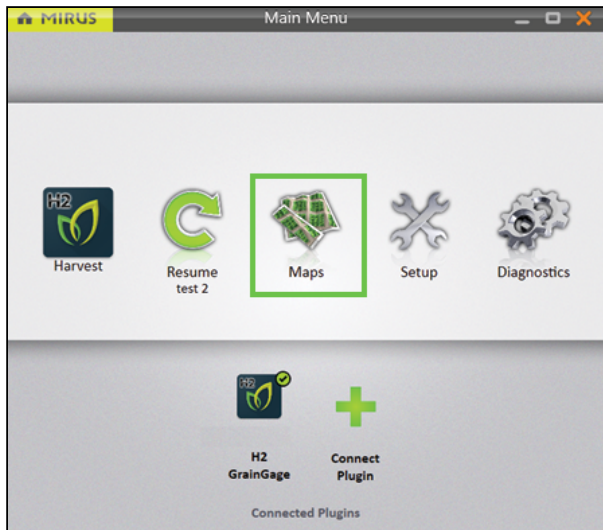 MIRUS
Main Menu
H2
Harvest
Resume
test 2
Maps
Setup
Diagnostics
H2
H2
GrainGage
Connect
Plugin
Connected Plugins